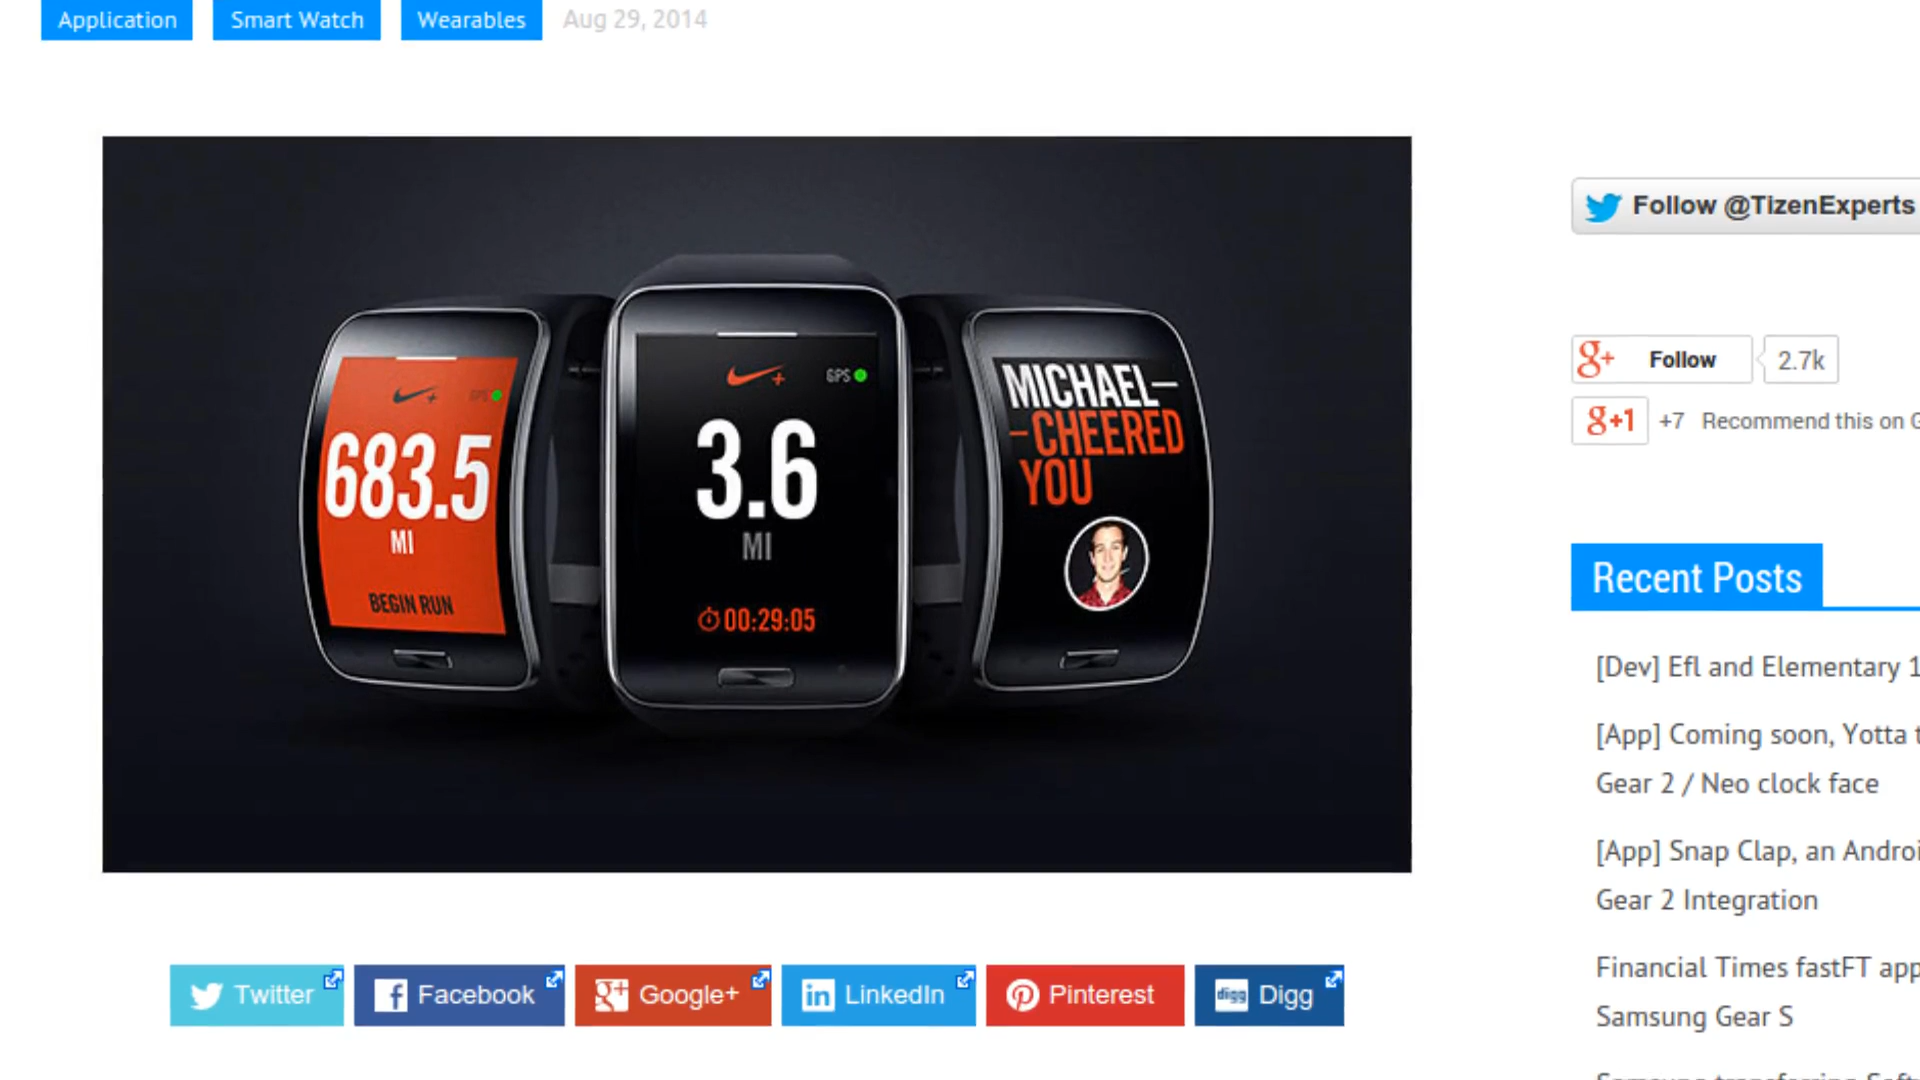 Application
Smart Watch
Wearables
Aug 29, 2014
GPS
683.5
MI
BEGIN RUN
GPS
3.6
MI
00:29:05
MICHAEL—
–CHEERED
YOU
Twitter
Facebook
Google+
LinkedIn
Pinterest
digg Digg
Follow @TizenExperts
g+ Follow 2.7k
g+1 +7 Recommend this on G
Recent Posts
[Dev] Efl and Elementary 1
[App] Coming soon, Yotta t
Gear 2 / Neo clock face
[App] Snap Clap, an Androi
Gear 2 Integration
Financial Times fastFT app
Samsung Gear S